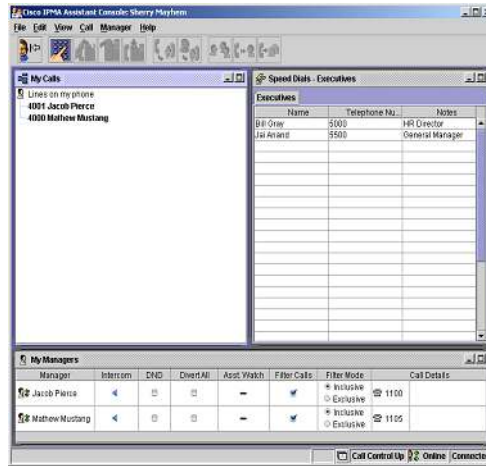 Cisco IPMA Assistant Console: Sherry Mayhem
File Edit View Call Manager Help
My Calls
Lines on my phone
4001 Jacob Pierce
4000 Mathew Mustang
Speed Dials - Executives
Executives
Name Telephone Nu... Notes
Bill Gray 5000 HR Director
Jai Anand 5500 General Manager
My Managers
Manager Intercom DND Divert All Asst. Watch Filter Calls Filter Mode Call Details
Jacob Pierce Inclusive Exclusive 1100
Mathew Mustang Inclusive Exclusive 1105
Call Control Up Online Connecte